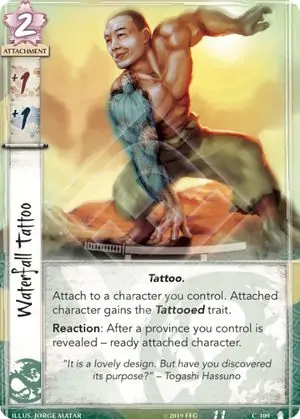 2
ATTACHMENT
+1
+1
Waterfall Tattoo
Tattoo.
Attach to a character you control. Attached
character gains the Tattooed trait.
Reaction: After a province you control is
revealed – ready attached character.
"It is a lovely design. But have you discovered
its purpose?" – Togashi Hassuno
ILLUS. JORGE MATAR
© 2019 FFG
11
C 109